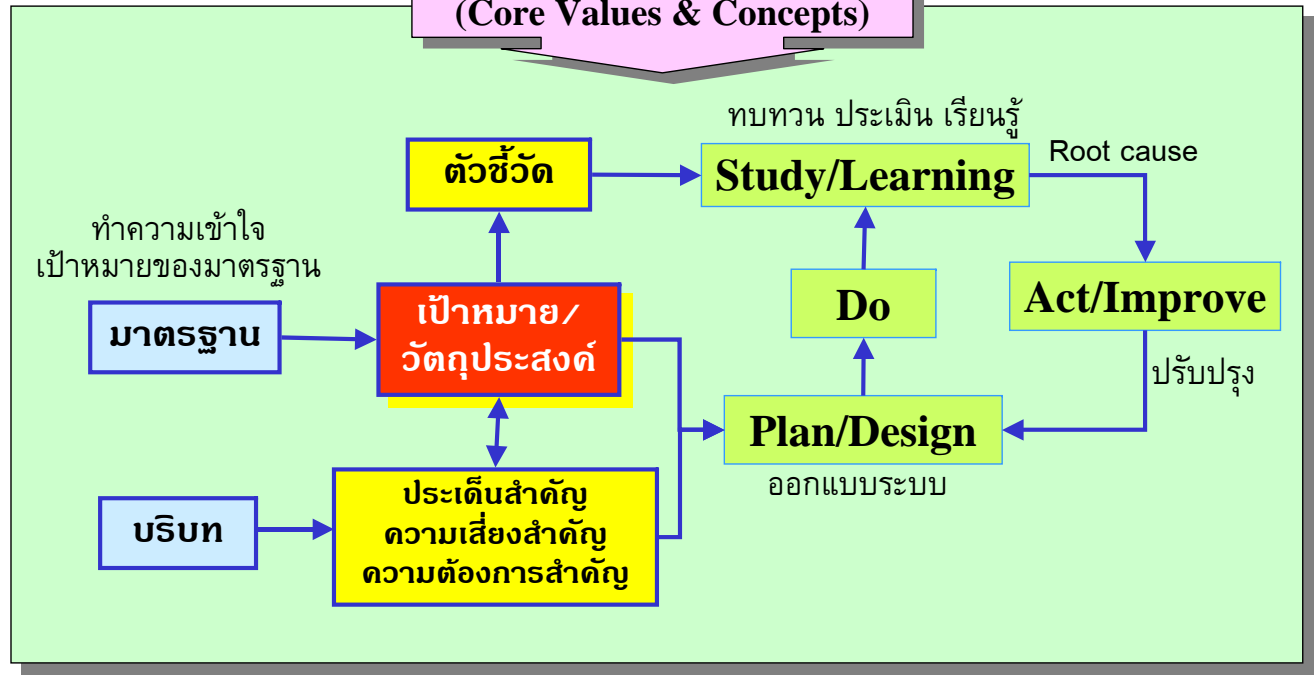 (Core Values & Concepts)
ทบทวน ประเมิน เรียนรู้
ตัวชี้วัด
Study/Learning
Root cause
ทำความเข้าใจ
เป้าหมายของมาตรฐาน
มาตรฐาน
เป้าหมาย/
วัตถุประสงค์
Do
Act/Improve
ปรับปรุง
Plan/Design
ออกแบบระบบ
บริบท
ประเด็นสำคัญ
ความเสี่ยงสำคัญ
ความต้องการสำคัญ